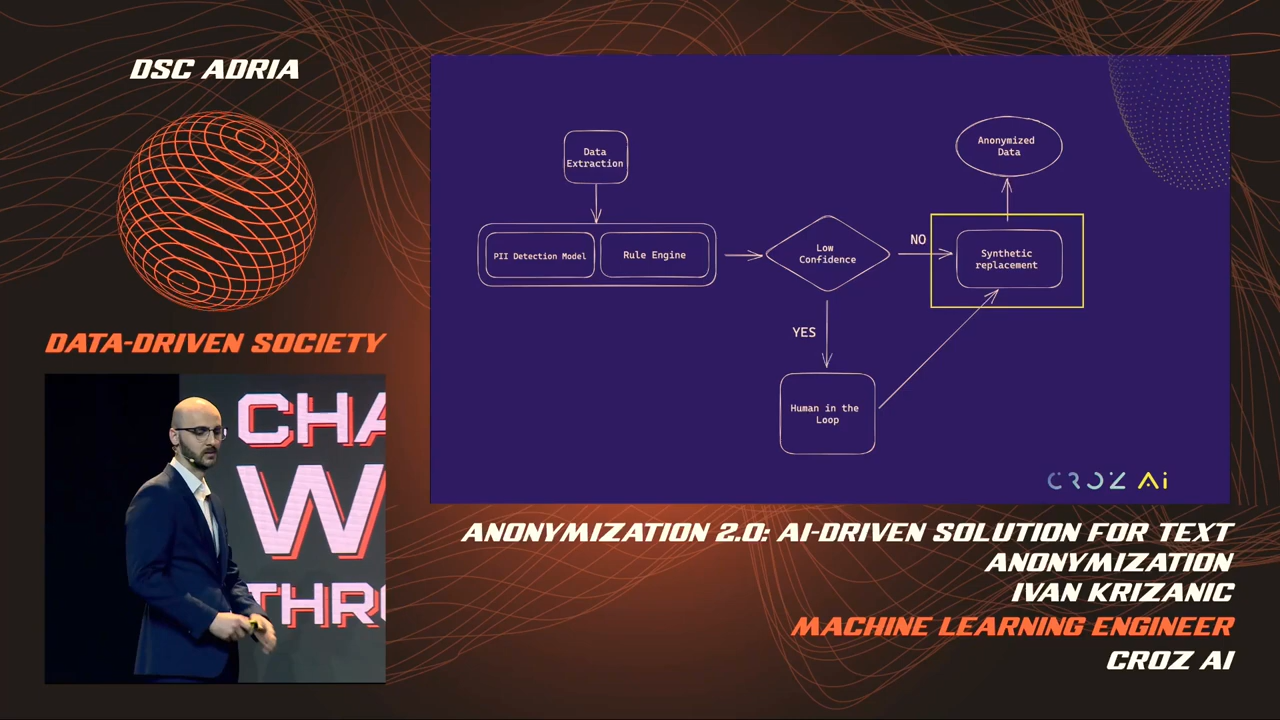 DSC ADRIA
DATA-DRIVEN SOCIETY
CHA
W
THRO
Data
Extraction
PII Detection Model
Rule Engine
Low
Confidence
NO
YES
Human in the
Loop
Synthetic
replacement
Anonymized
Data
CROZ Ai
ANONYMIZATION 2.0: AI-DRIVEN SOLUTION FOR TEXT
ANONYMIZATION
IVAN KRIZANIC
MACHINE LEARNING ENGINEER
CROZ AI